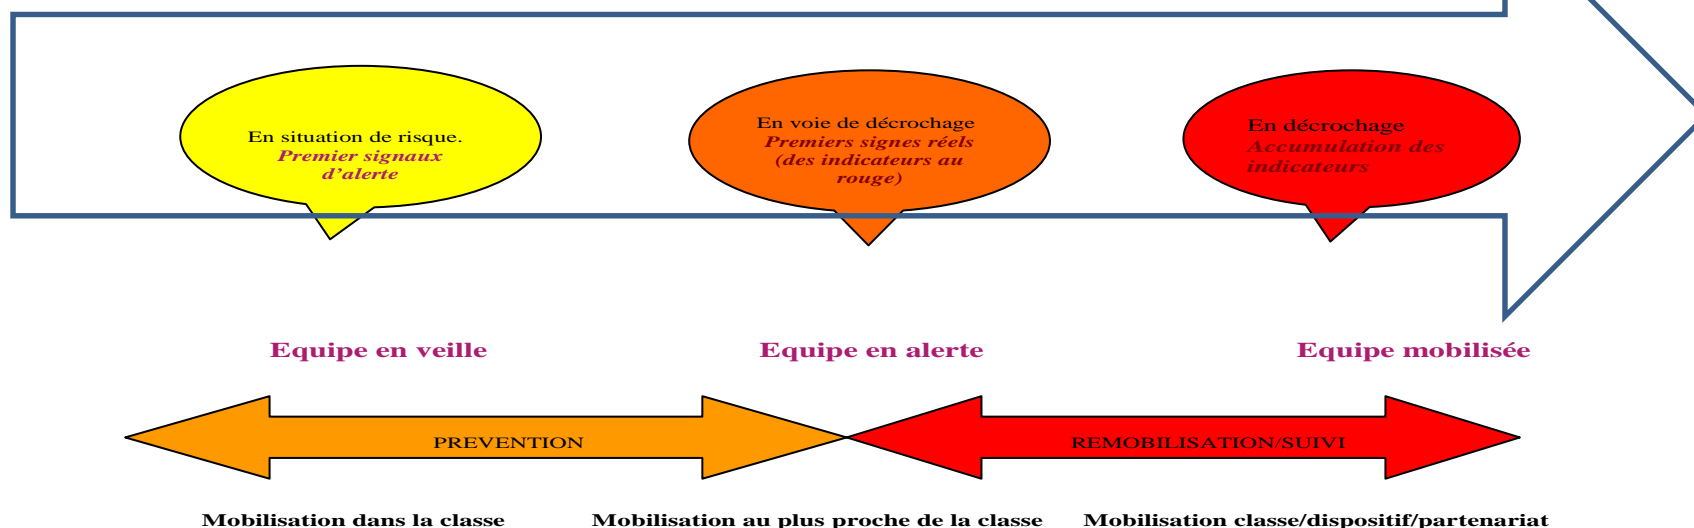 En situation de risque.
Premier signaux
d’alerte
En voie de décrochage
Premiers signes réels
(des indicateurs au
rouge)
En décrochage
Accumulation des
indicateurs
Equipe en veille
Equipe en alerte
Equipe mobilisée
PREVENTION
REMOBILISATION/SUIVI
Mobilisation dans la classe
Mobilisation au plus proche de la classe
Mobilisation classe/dispositif/partenariat